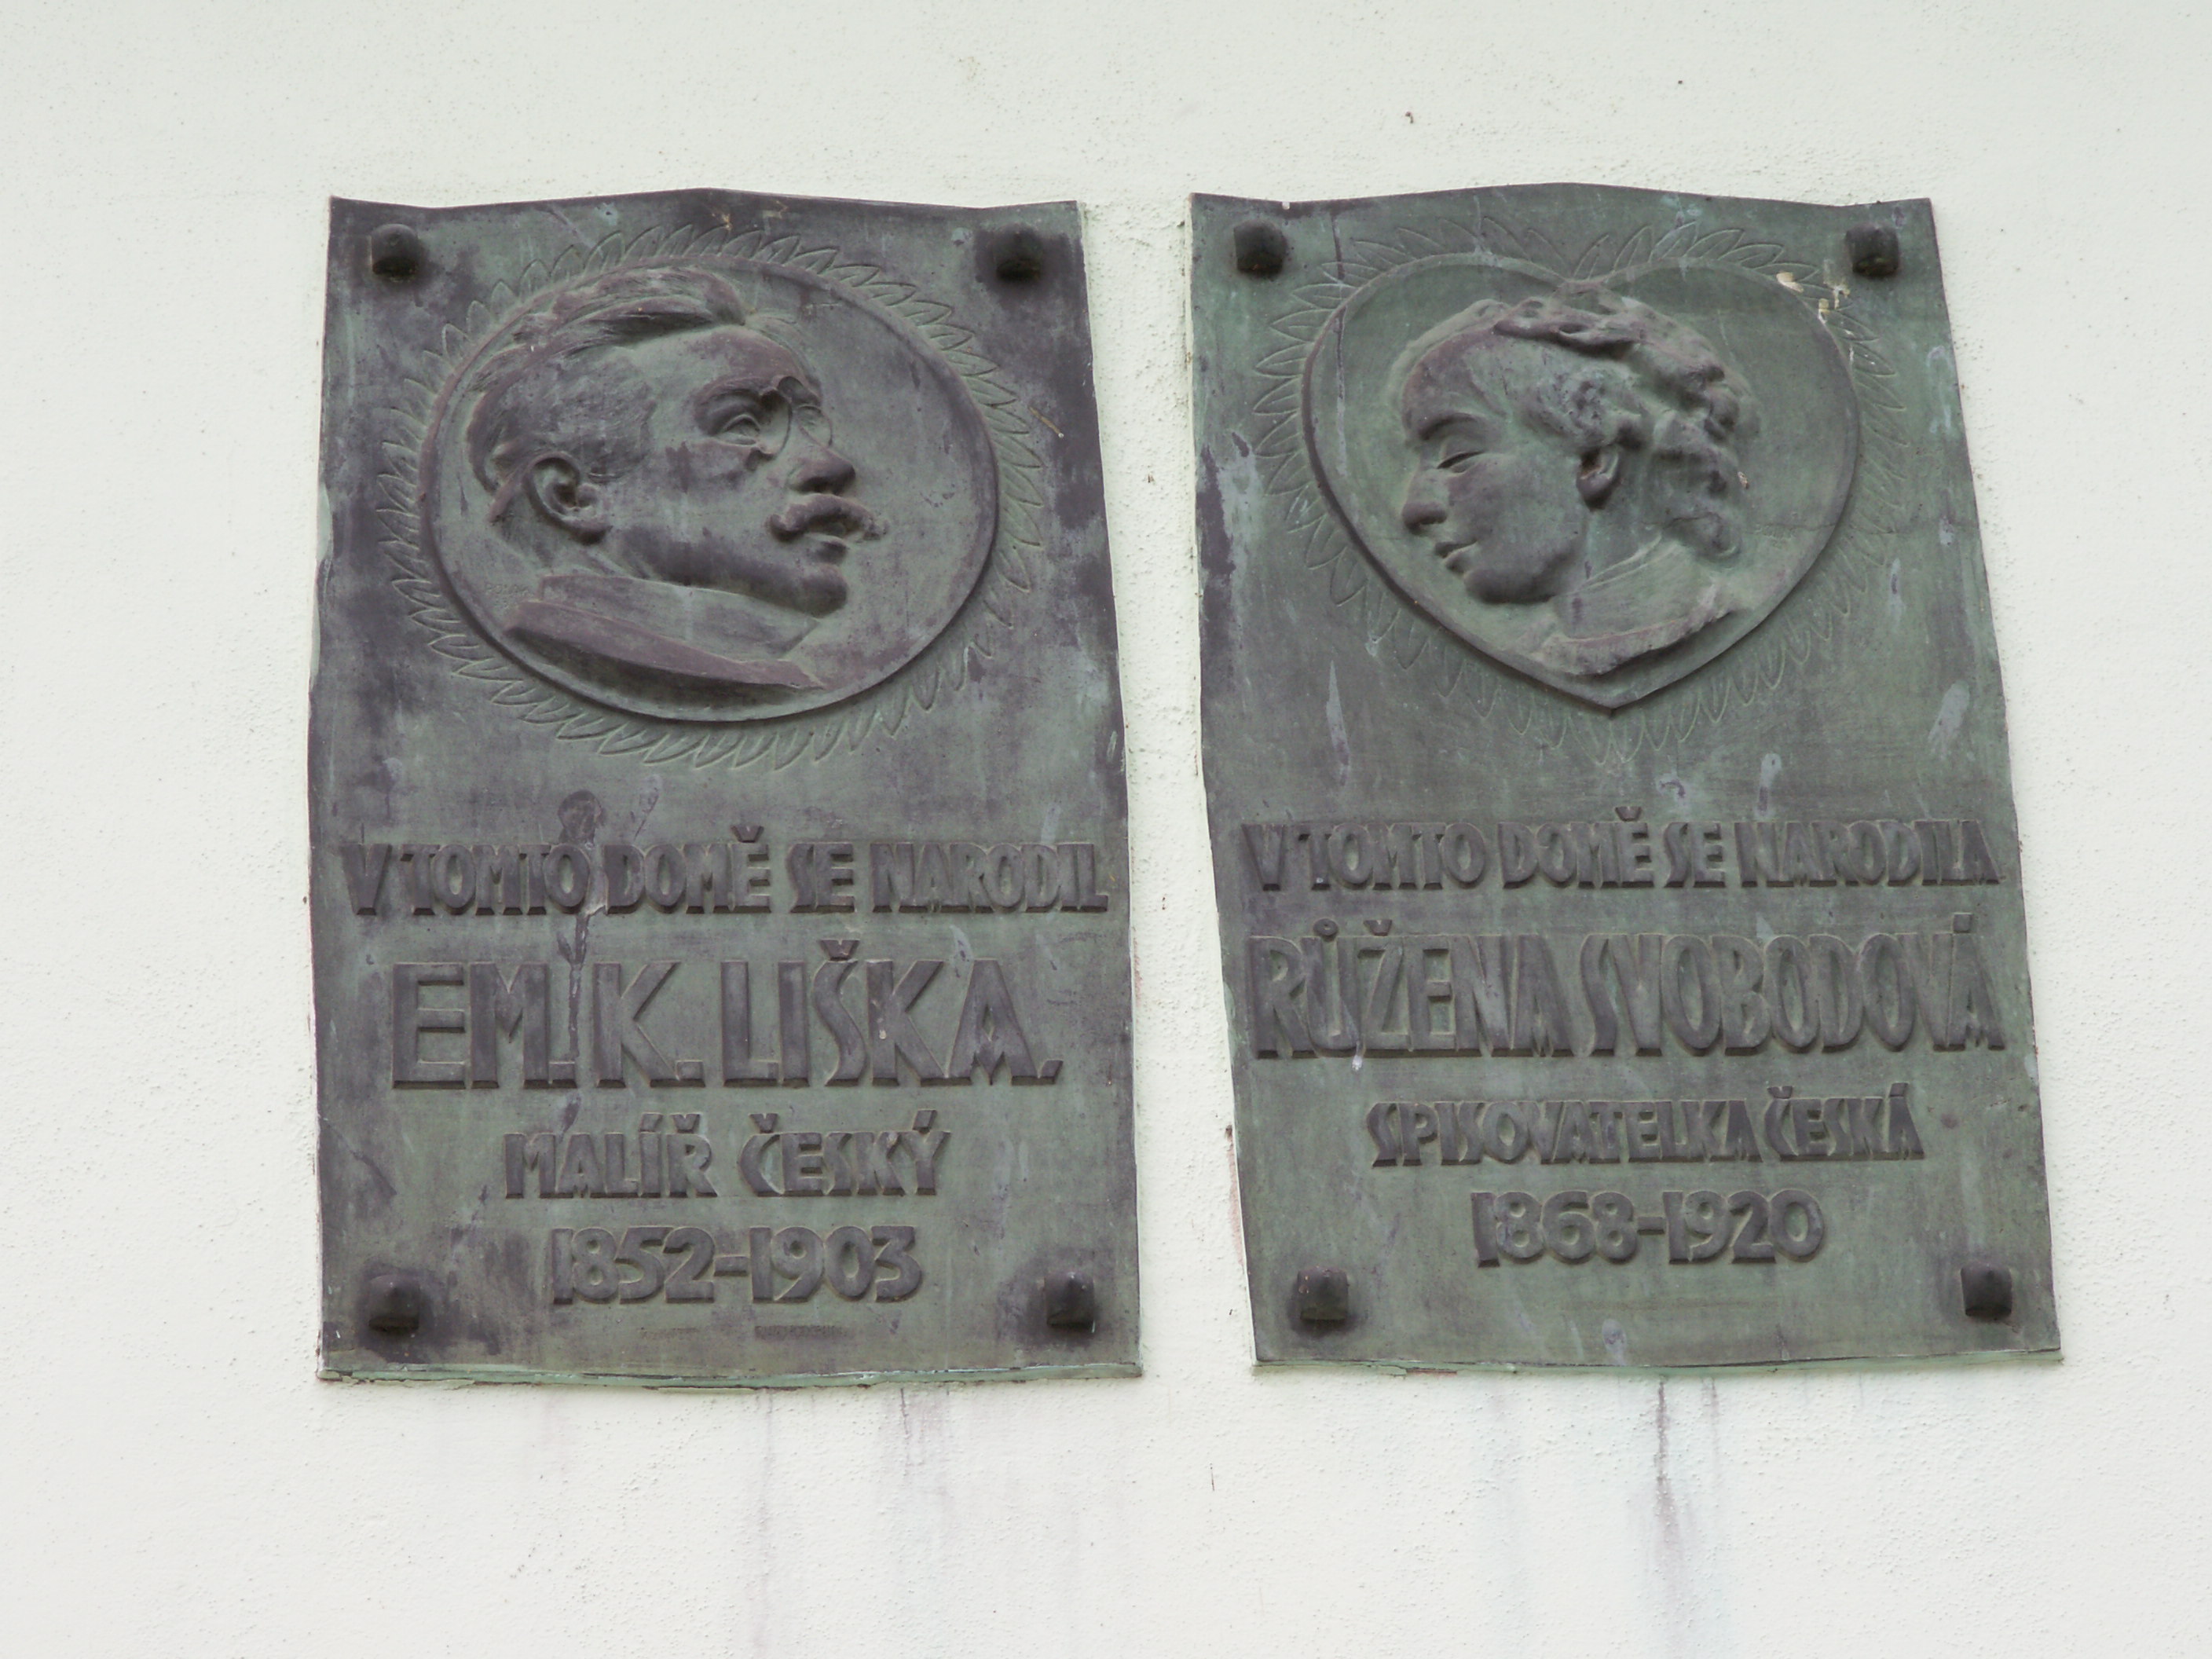 V TOMTO DOMĚ SE NARODIL
EM. K. LIŠKA.
MALÍŘ ČESKÝ
1852-1903
V TOMTO DOMĚ SE NARODILA
RŮŽENA SVOBODOVÁ
SPISOVATELKA ČESKÁ
1868-1920